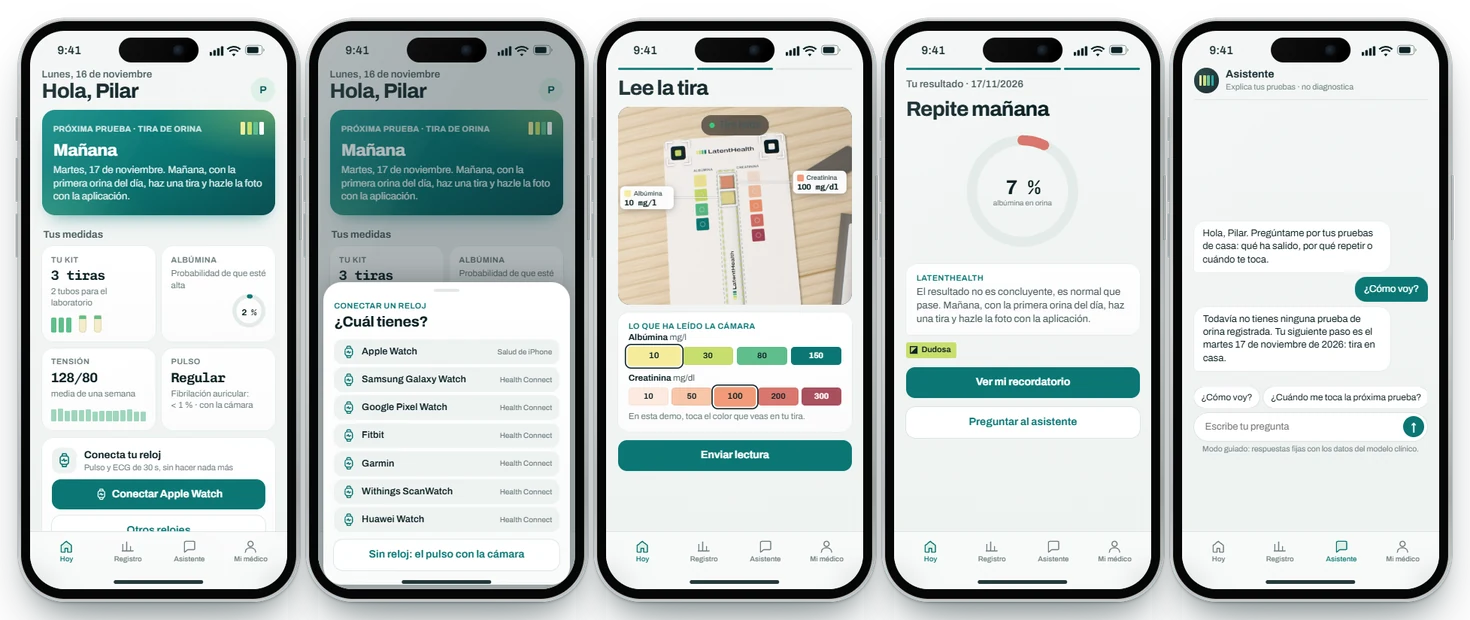 9:41
Lunes, 16 de noviembre
Hola, Pilar
P
PRÓXIMA PRUEBA · TIRA DE ORINA
Mañana
Martes, 17 de noviembre. Mañana, con la
primera orina del día, haz una tira y hazle la foto
con la aplicación.
Tus medidas
TU KIT
3 tiras
2 tubos para el
laboratorio
ALBÚMINA
Probabilidad de que esté
alta
2 %
TENSIÓN
128/80
media de una semana
PULSO
Regular
Fibrilación auricular:
< 1 % · con la cámara
Conecta tu reloj
Pulso y ECG de 30 s, sin hacer nada más
Conectar Apple Watch
Otros relojes
Hoy
Registro
Asistente
Mi médico
9:41
Lunes, 16 de noviembre
Hola, Pilar
P
PRÓXIMA PRUEBA · TIRA DE ORINA
Mañana
Martes, 17 de noviembre. Mañana, con la
primera orina del día, haz una tira y hazle la foto
con la aplicación.
Tus medidas
TU KIT
3 tiras
ALBÚMINA
Probabilidad de que esté
CONECTAR UN RELOJ
¿Cuál tienes?
Apple Watch
Salud de iPhone
Samsung Galaxy Watch
Health Connect
Google Pixel Watch
Health Connect
Fitbit
Health Connect
Garmin
Health Connect
Withings ScanWatch
Health Connect
Huawei Watch
Health Connect
Sin reloj: el pulso con la cámara
9:41
Lee la tira
LatentHealth
ALBÚMINA
CREATININA
Albúmina
10 mg/l
Creatinina
100 mg/dl
LatentHealth
LO QUE HA LEÍDO LA CÁMARA
Albúmina mg/l
10
30
80
150
Creatinina mg/dl
10
50
100
200
300
En esta demo, toca el color que veas en tu tira.
Enviar lectura
Hoy
Registro
Asistente
Mi médico
9:41
Tu resultado · 17/11/2026
Repite mañana
7 %
albúmina en orina
LATENTHEALTH
El resultado no es concluyente, es normal que
pase. Mañana, con la primera orina del día, haz
una tira y hazle la foto con la aplicación.
Dudosa
Ver mi recordatorio
Preguntar al asistente
Hoy
Registro
Asistente
Mi médico
9:41
Asistente
Explica tus pruebas · no diagnostica
Hola, Pilar. Pregúntame por tus pruebas
de casa: qué ha salido, por qué repetir o
cuándo te toca.
¿Cómo voy?
Todavía no tienes ninguna prueba de
orina registrada. Tu siguiente paso es el
martes 17 de noviembre de 2026: tira en
casa.
¿Cómo voy?
¿Cuándo me toca la próxima prueba?
Escribe tu pregunta
Modo guiado: respuestas fijas con los datos del modelo clínico.
Hoy
Registro
Asistente
Mi médico